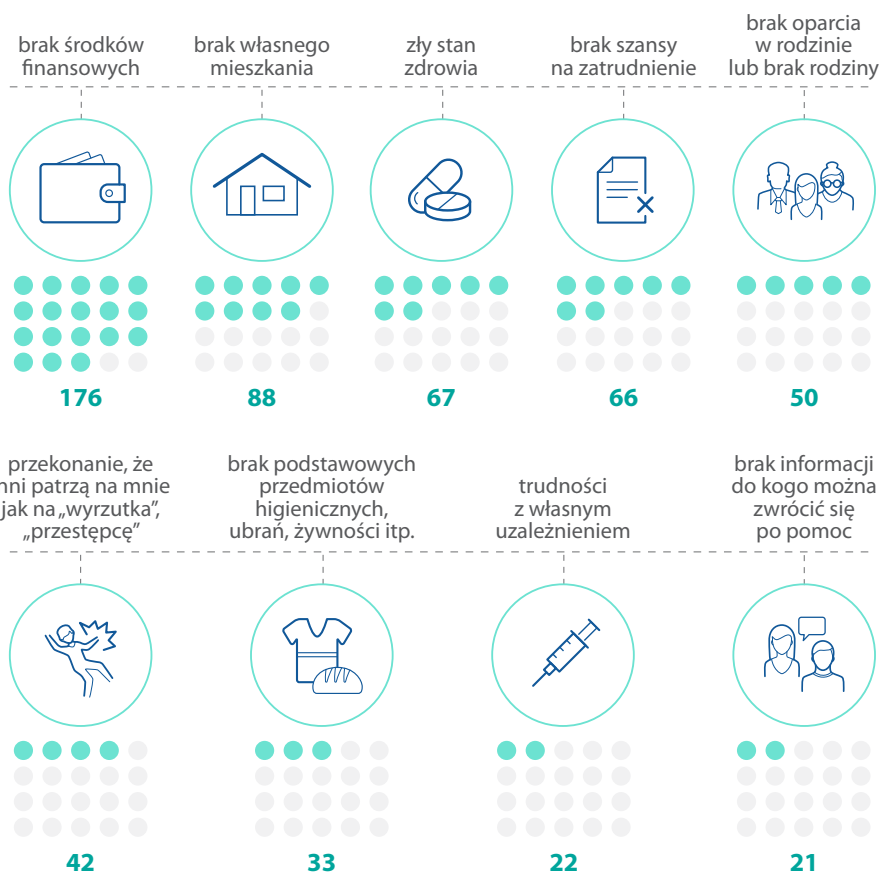 brak środków
finansowych
brak własnego
mieszkania
zły stan
zdrowia
brak szansy
na zatrudnienie
brak oparcia
w rodzinie
lub brak rodziny
176
88
67
66
50
przekonanie, że
nni patrzą na mnie
jak na „wyrzutka”,
„przestępcę”
brak podstawowych
przedmiotów
higienicznych,
ubrań, żywności itp.
trudności
z własnym
uzależnieniem
brak informacji
do kogo można
zwrócić się
po pomoc
42
33
22
21